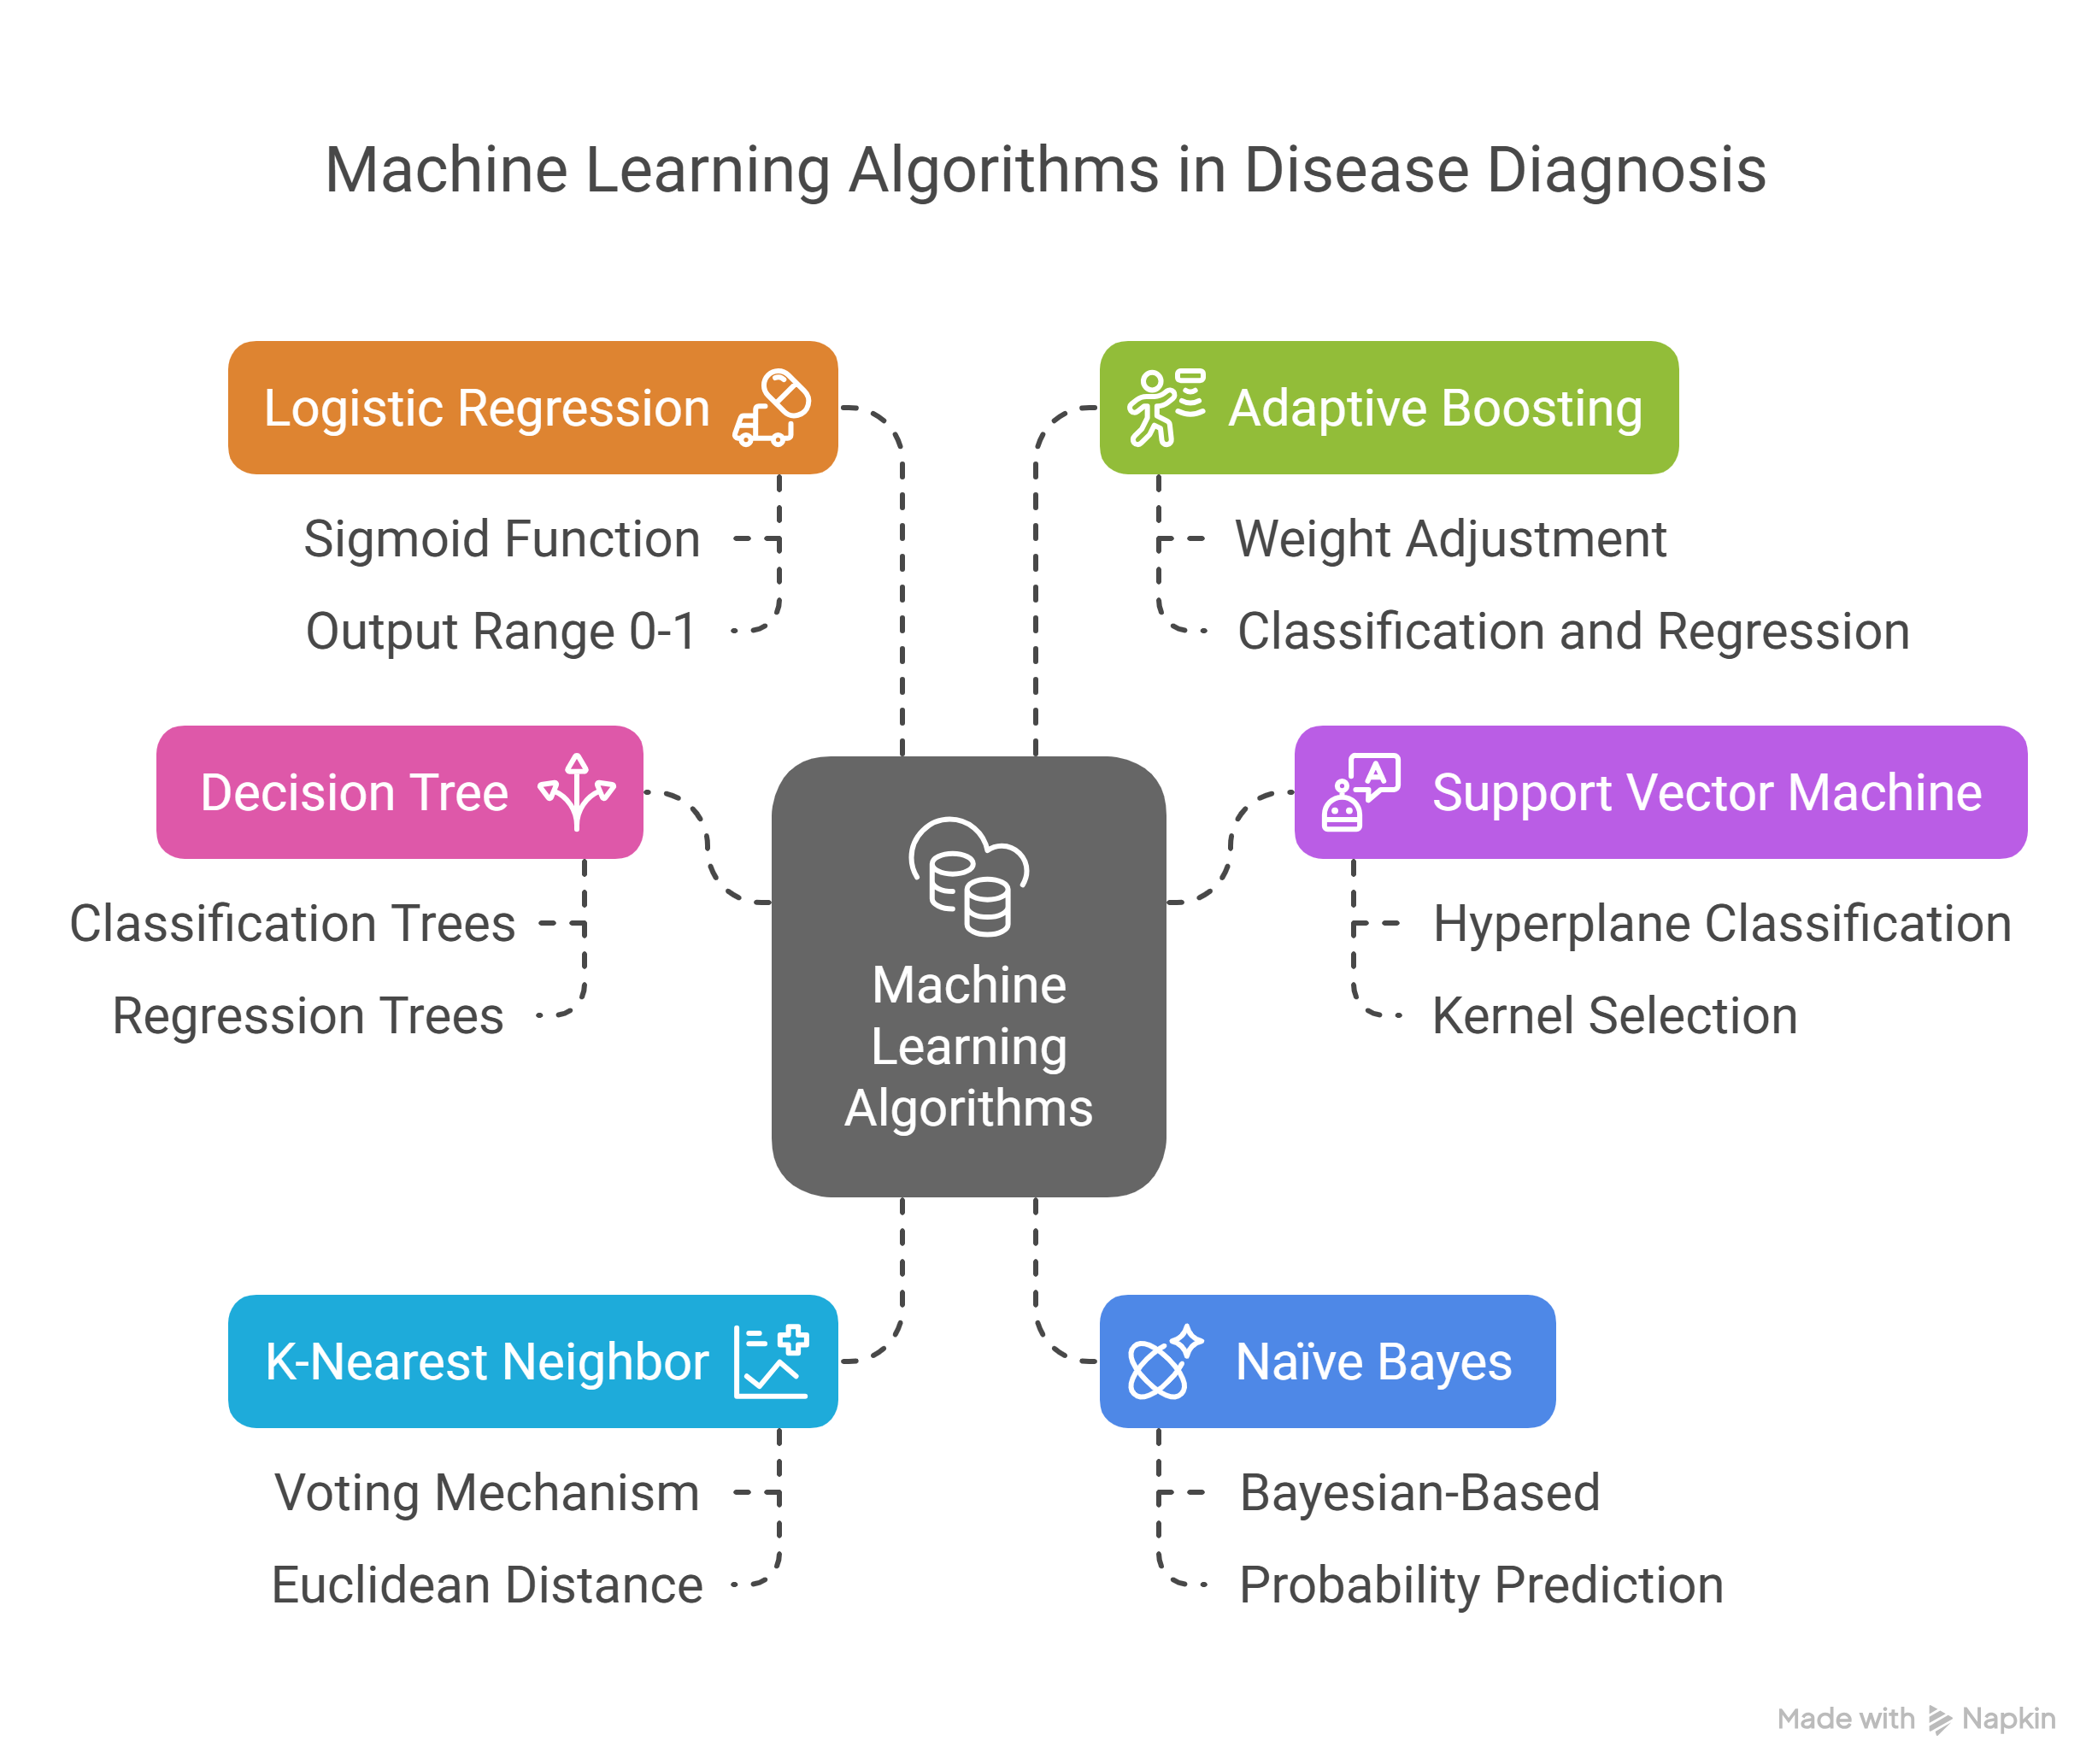 Machine Learning Algorithms in Disease Diagnosis
Logistic Regression
Sigmoid Function
Output Range 0-1
Adaptive Boosting
Weight Adjustment
Classification and Regression
Decision Tree
Classification Trees
Regression Trees
A
Support Vector Machine
Hyperplane Classification
Kernel Selection
Machine
Learning
Algorithms
K-Nearest Neighbor
Voting Mechanism
Euclidean Distance
Naïve Bayes
Bayesian-Based
Probability Prediction
Made with Napkin